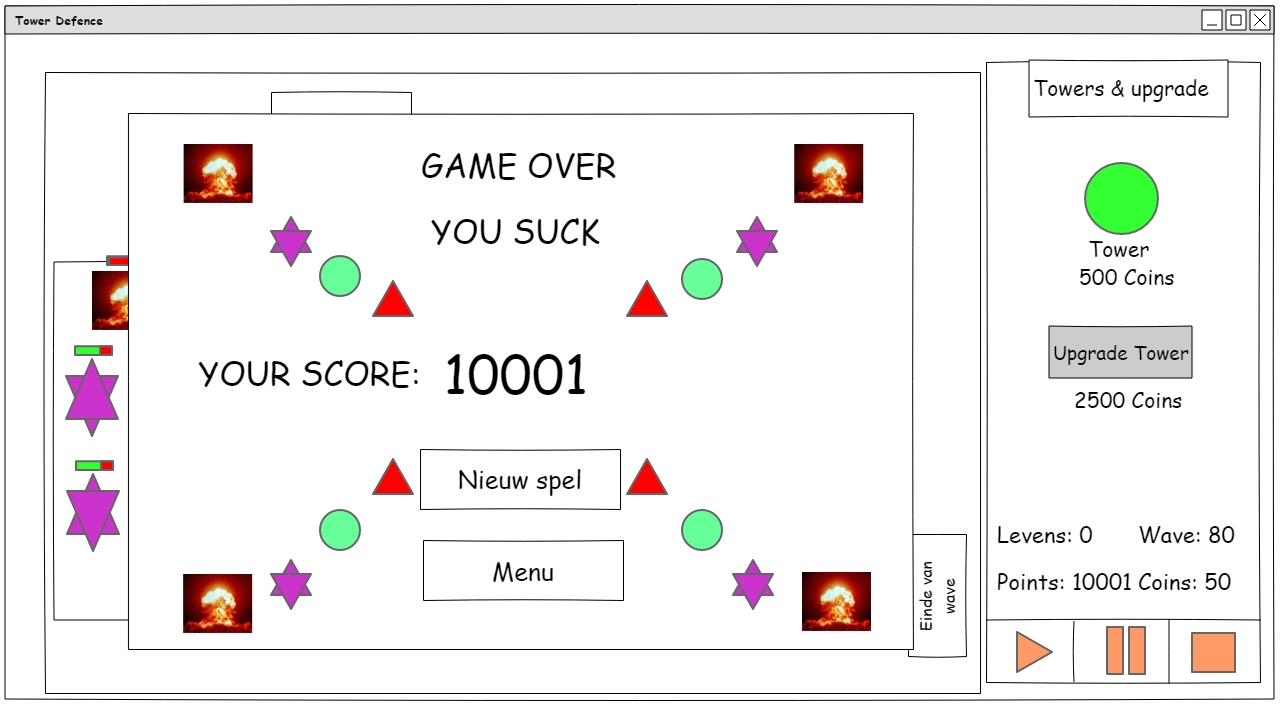 Tower Defence
Towers & upgrade
GAME OVER
YOU SUCK
Tower
500 Coins
YOUR SCORE: 10001
Upgrade Tower
2500 Coins
Nieuw spel
Menu
Levens: 0 Wave: 80
Points: 10001 Coins: 50
Einde van
wave